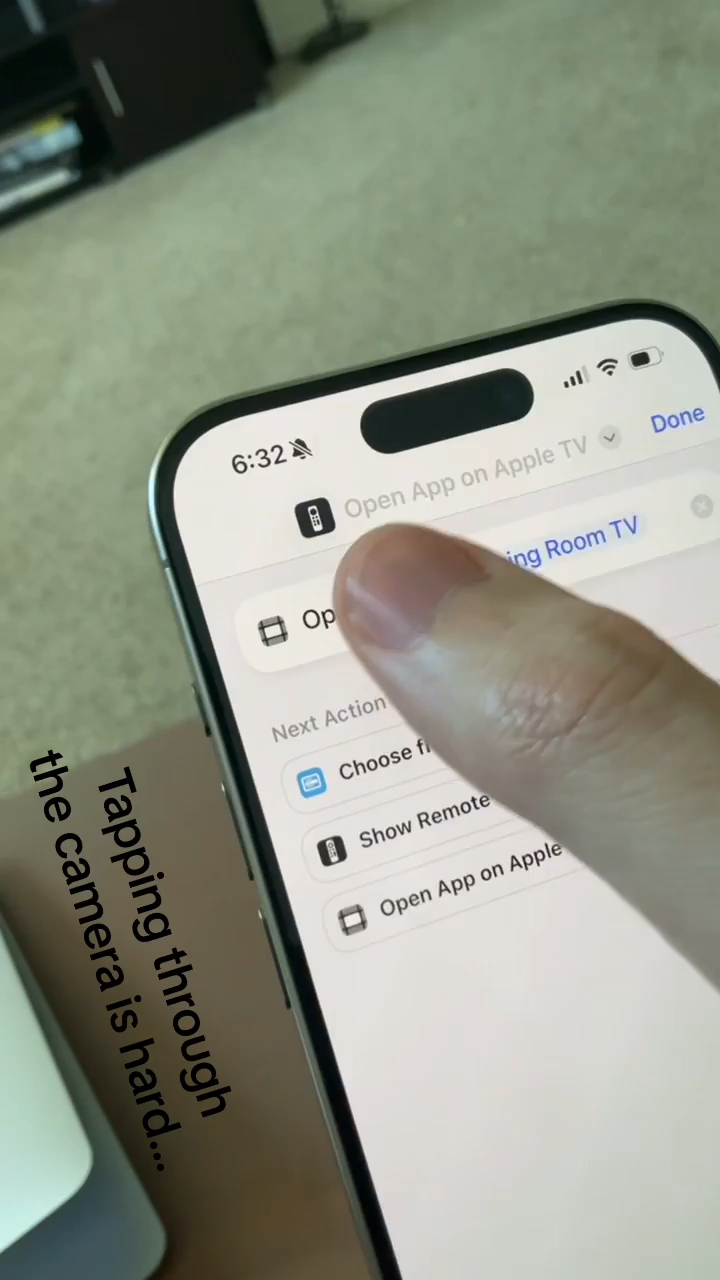 6:32
Open App on Apple TV
Done
Op
ing Room TV
Next Action
Choose f
Show Remote
Open App on Apple
Tapping through
the camera is hard...